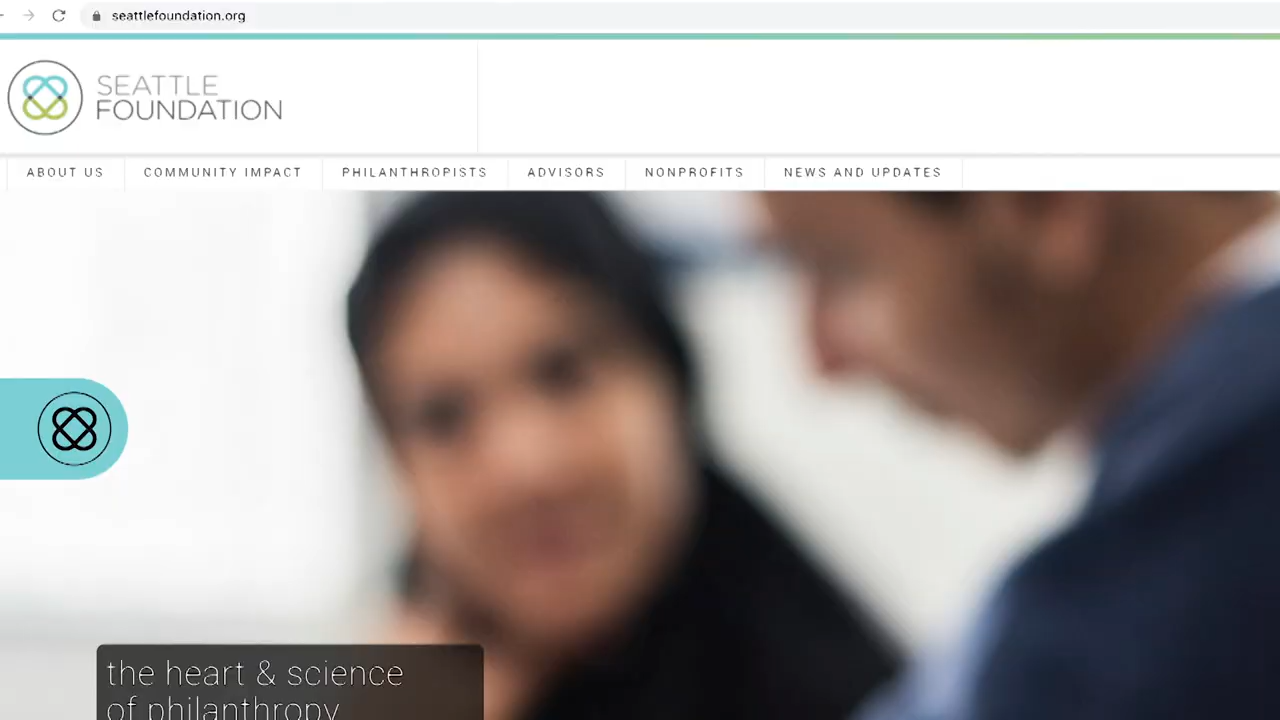 seattlefoundation.org
SEATTLE
FOUNDATION
ABOUT US COMMUNITY IMPACT PHILANTHROPISTS ADVISORS NONPROFITS NEWS AND UPDATES
the heart & science
of philanthropy